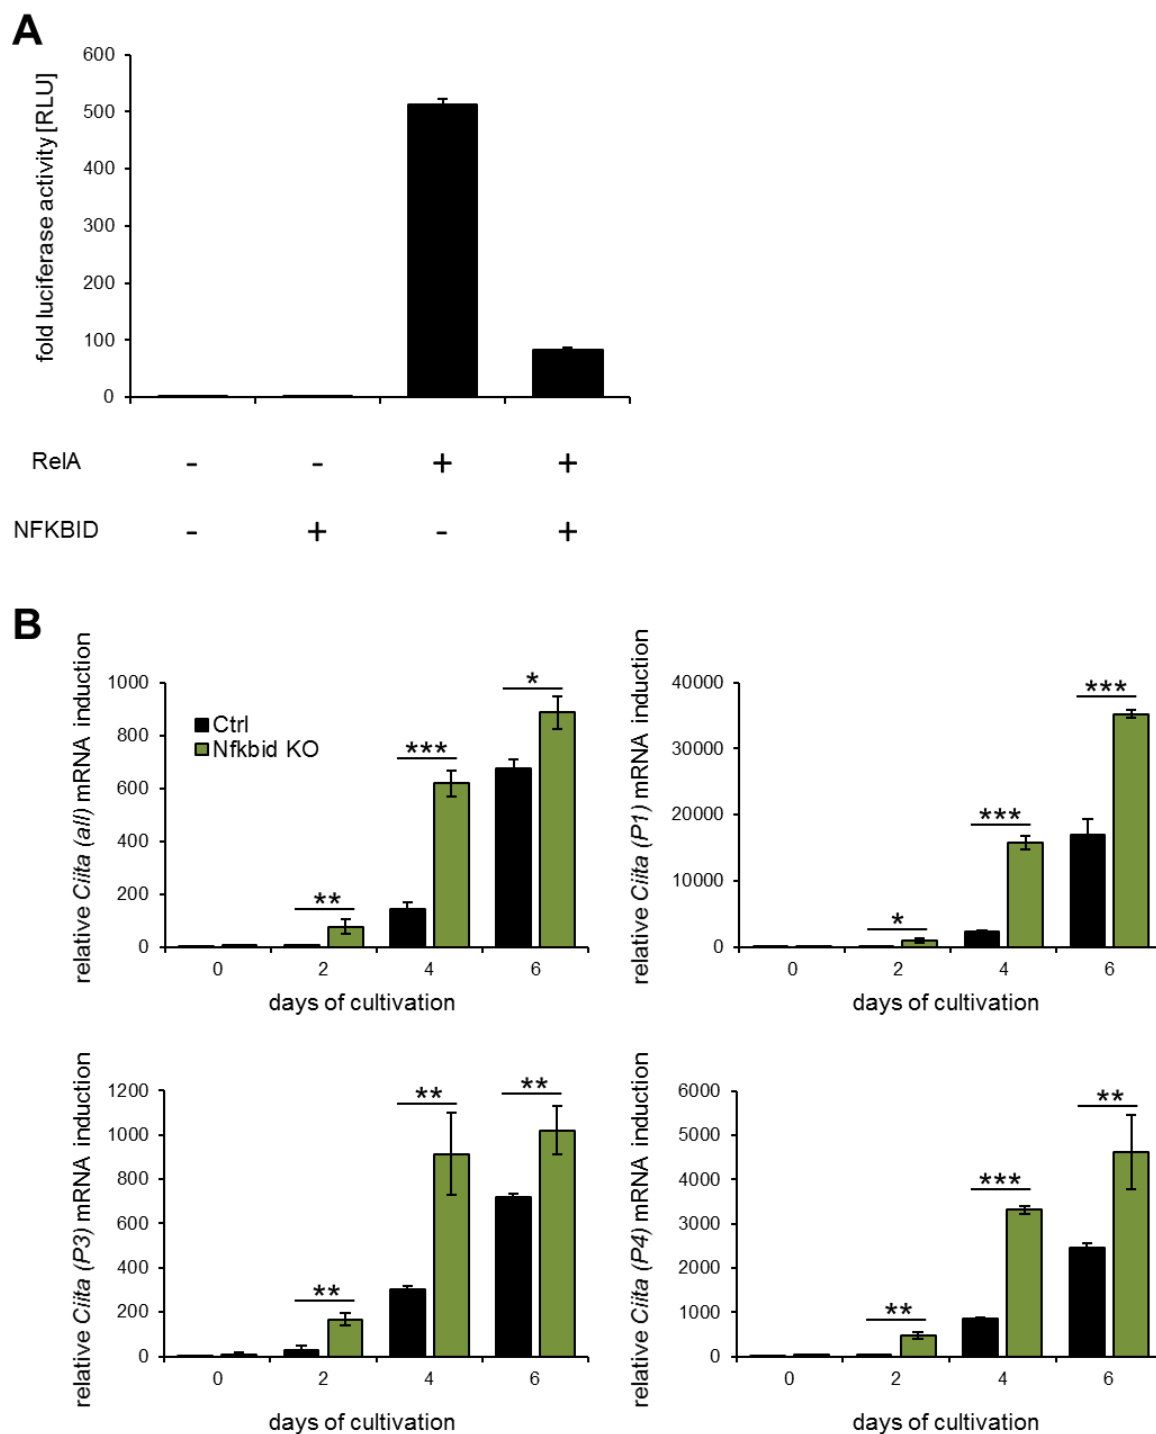 A
fold luciferase activity [RLU]
600
500
400
300
200
100
0
RelA - - + +
NFKBID - + - +
B
relative Ciita (all) mRNA induction
1000
800
600
400
200
0
Ctrl
Nfkbid KO
**
***
*
0 2 4 6
days of cultivation
relative Ciita (P1) mRNA induction
40000
30000
20000
10000
0
*
***
***
0 2 4 6
days of cultivation
relative Ciita (P3) mRNA induction
1200
1000
800
600
400
200
0
**
**
**
0 2 4 6
days of cultivation
relative Ciita (P4) mRNA induction
6000
5000
4000
3000
2000
1000
0
**
***
**
0 2 4 6
days of cultivation